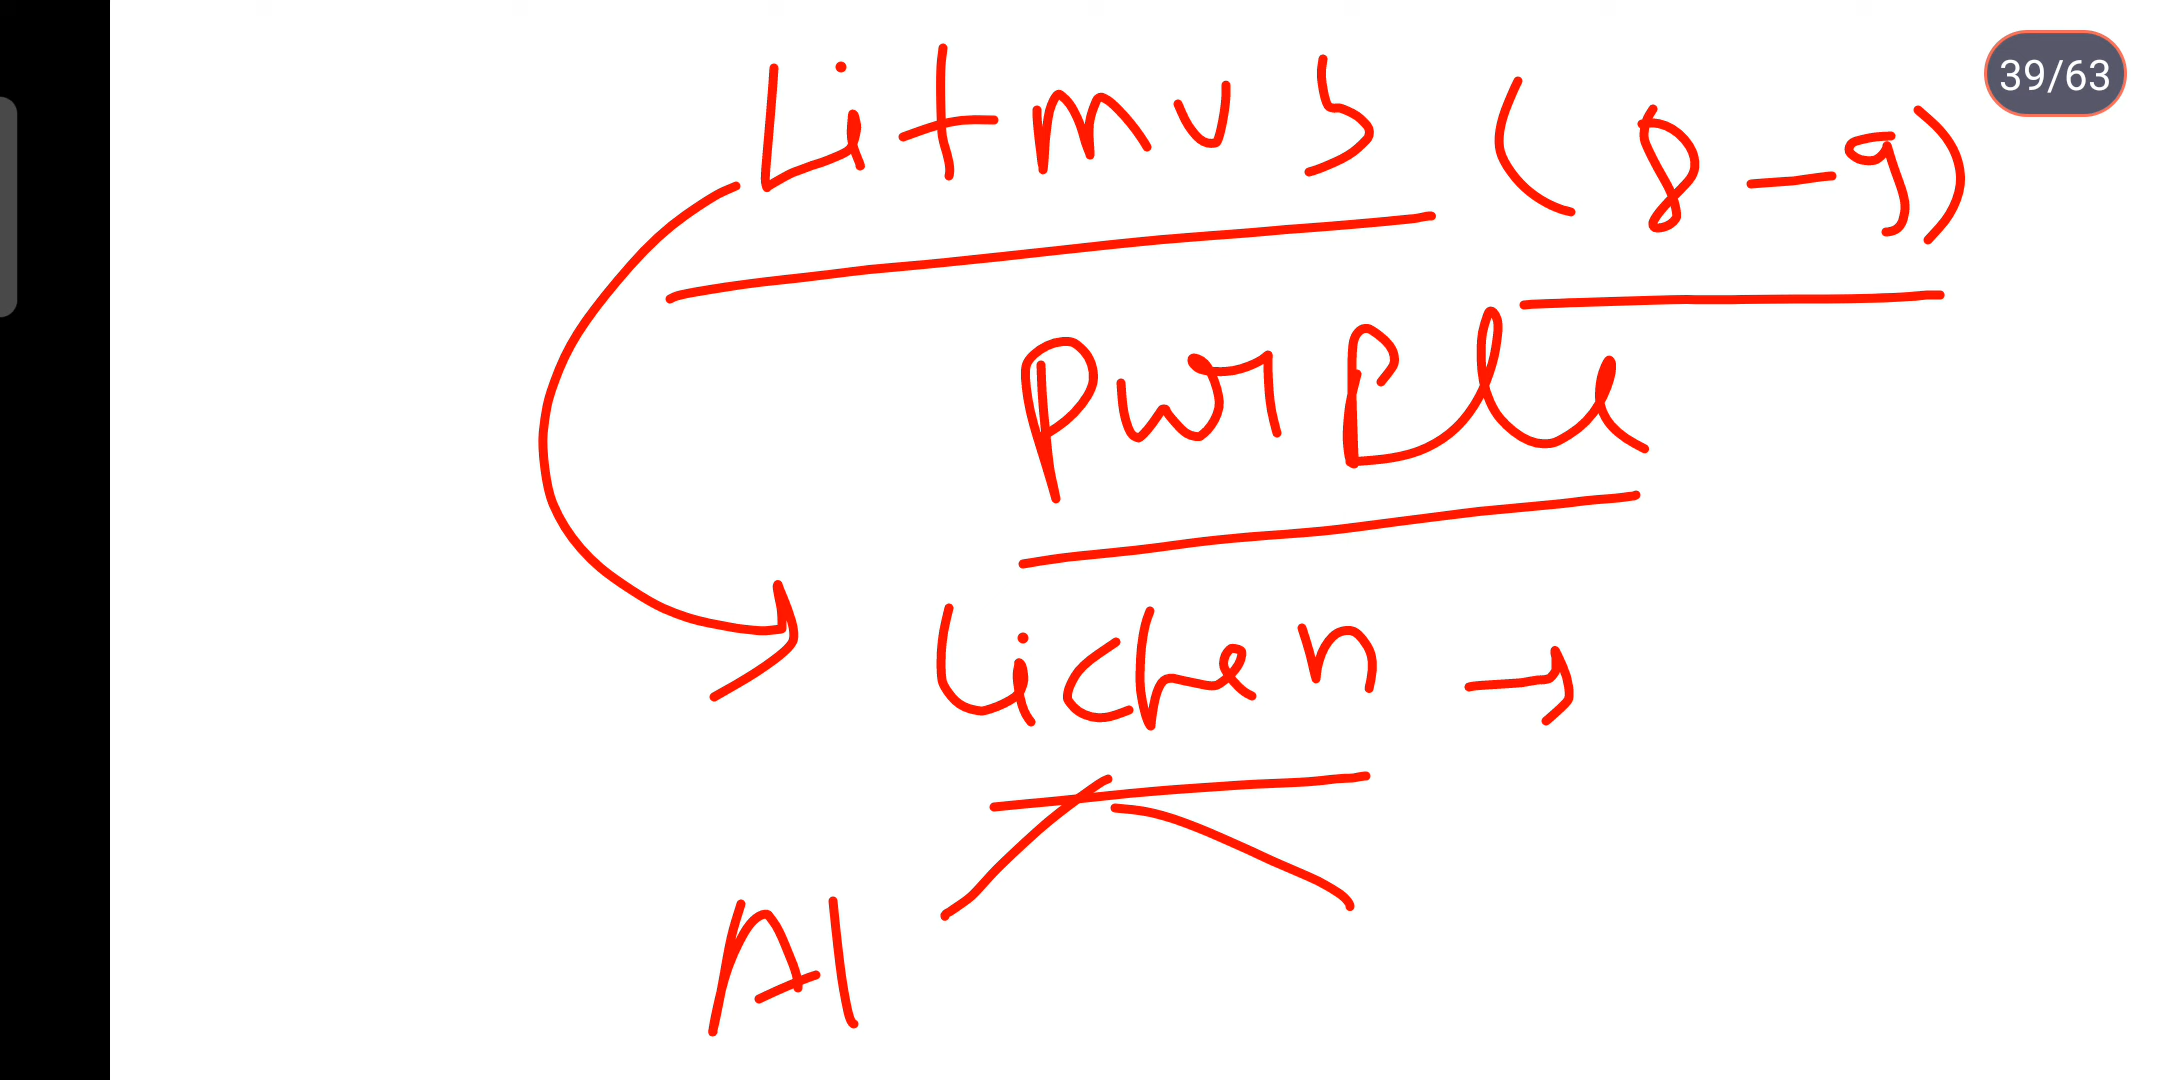 Litmus (8-9)
39/63
Purple
lichen →
Al